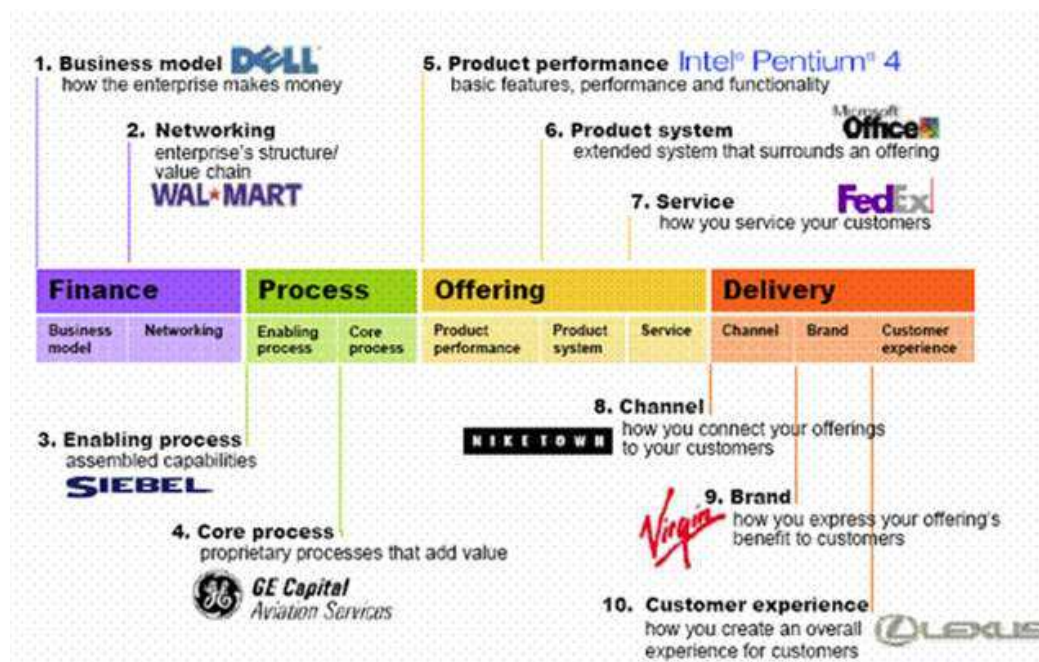 1. Business model DELL
how the enterprise makes money
2. Networking
enterprise's structure/
value chain
WAL★MART
5. Product performance Intel® Pentium® 4
basic features, performance and functionality
6. Product system Microsoft Office
extended system that surrounds an offering
7. Service FedEx
how you service your customers
Finance Process Offering Delivery
Business model Networking Enabling process Core process Product performance Product system Service Channel Brand Customer experience
3. Enabling process
assembled capabilities
SIEBEL
4. Core process
proprietary processes that add value
GE Capital
Aviation Services
8. Channel
NIKETOWN how you connect your offerings
to your customers
9. Brand
Virgin how you express your offering's
benefit to customers
10. Customer experience
how you create an overall LEXUS
experience for customers